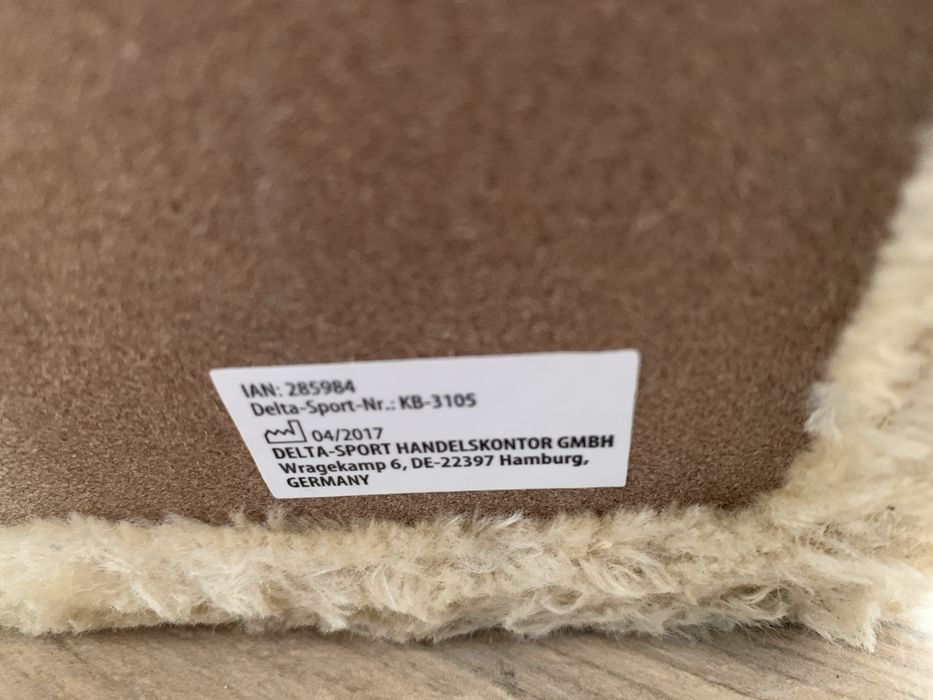 IAN: 285984
Delta-Sport-Nr.: KB-3105
04/2017
DELTA-SPORT HANDELSKONTOR GMBH
Wragekamp 6, DE-22397 Hamburg,
GERMANY